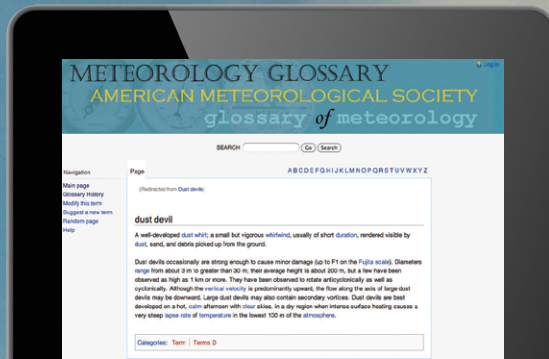 Log in
METEOROLOGY GLOSSARY
AMERICAN METEOROLOGICAL SOCIETY
glossary of meteorology
SEARCH Go Search
Navigation
Main page
Glossary History
Modify this term
Suggest a new term
Random page
Help
Page
A B C D E F G H I J K L M N O P Q R S T U V W X Y Z
(Redirected from Dust devils)
dust devil
A well-developed dust whirl; a small but vigorous whirlwind, usually of short duration, rendered visible by
dust, sand, and debris picked up from the ground.
Dust devils occasionally are strong enough to cause minor damage (up to F1 on the Fujita scale). Diameters
range from about 3 m to greater than 30 m; their average height is about 200 m, but a few have been
observed as high as 1 km or more. They have been observed to rotate anticyclonically as well as
cyclonically. Although the vertical velocity is predominantly upward, the flow along the axis of large dust
devils may be downward. Large dust devils may also contain secondary vortices. Dust devils are best
developed on a hot, calm afternoon with clear skies, in a dry region when intense surface heating causes a
very steep lapse rate of temperature in the lowest 100 m of the atmosphere.
Categories: Term | Terms D